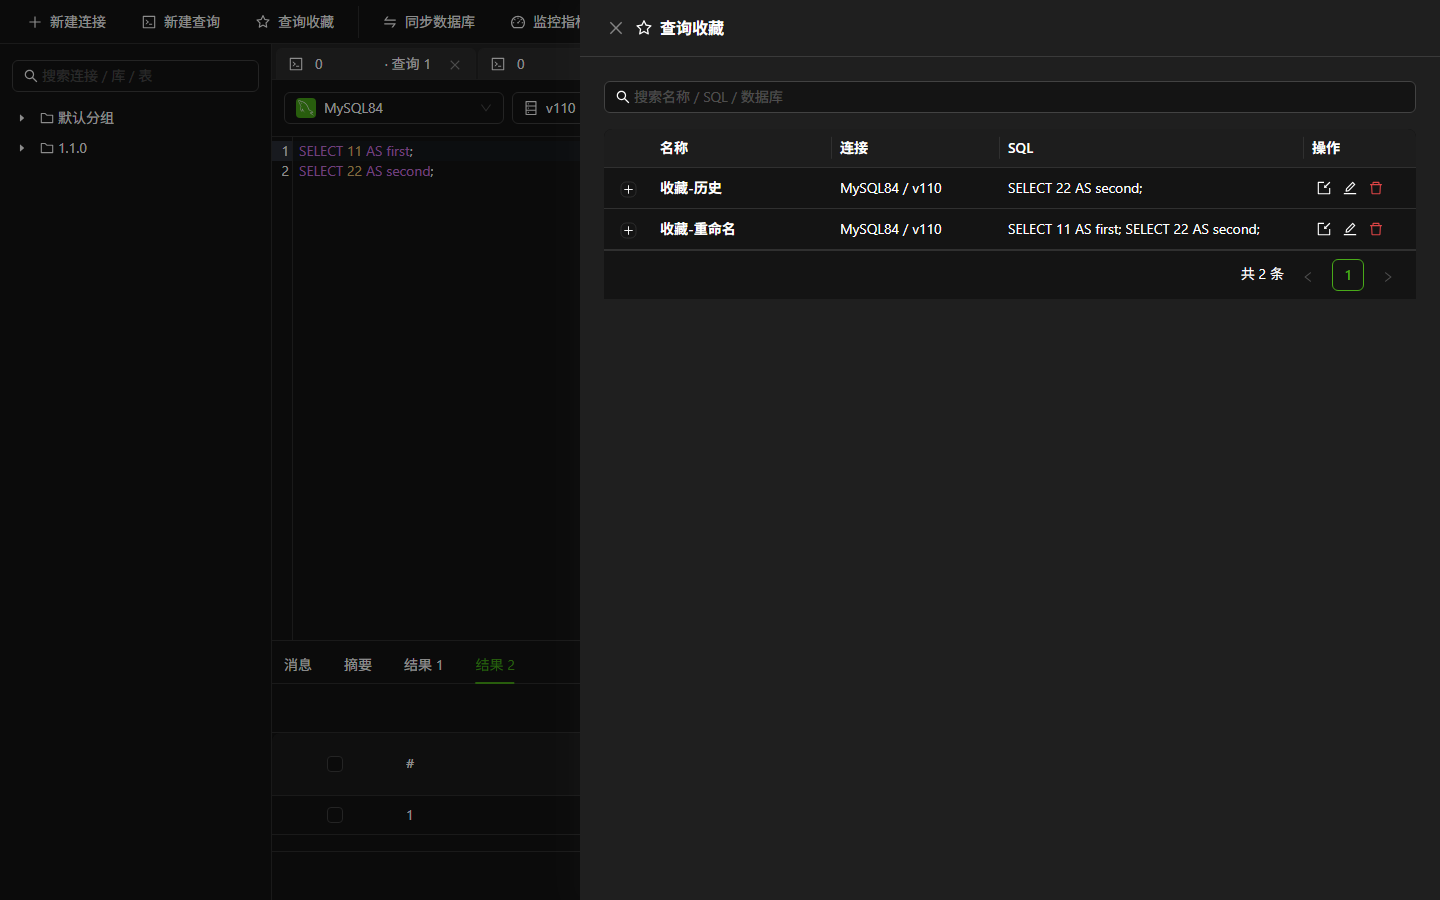 新建连接 新建查询 查询收藏 同步数据库 监控指
搜索连接 / 库 / 表
默认分组
1.1.0
0 · 查询 1 0
MySQL84 v110
1 SELECT 11 AS first;
2 SELECT 22 AS second;
消息 摘要 结果 1 结果 2
#
1
查询收藏
搜索名称 / SQL / 数据库
名称 连接 SQL 操作
收藏-历史 MySQL84 / v110 SELECT 22 AS second;
收藏-重命名 MySQL84 / v110 SELECT 11 AS first; SELECT 22 AS second;
共 2 条 1